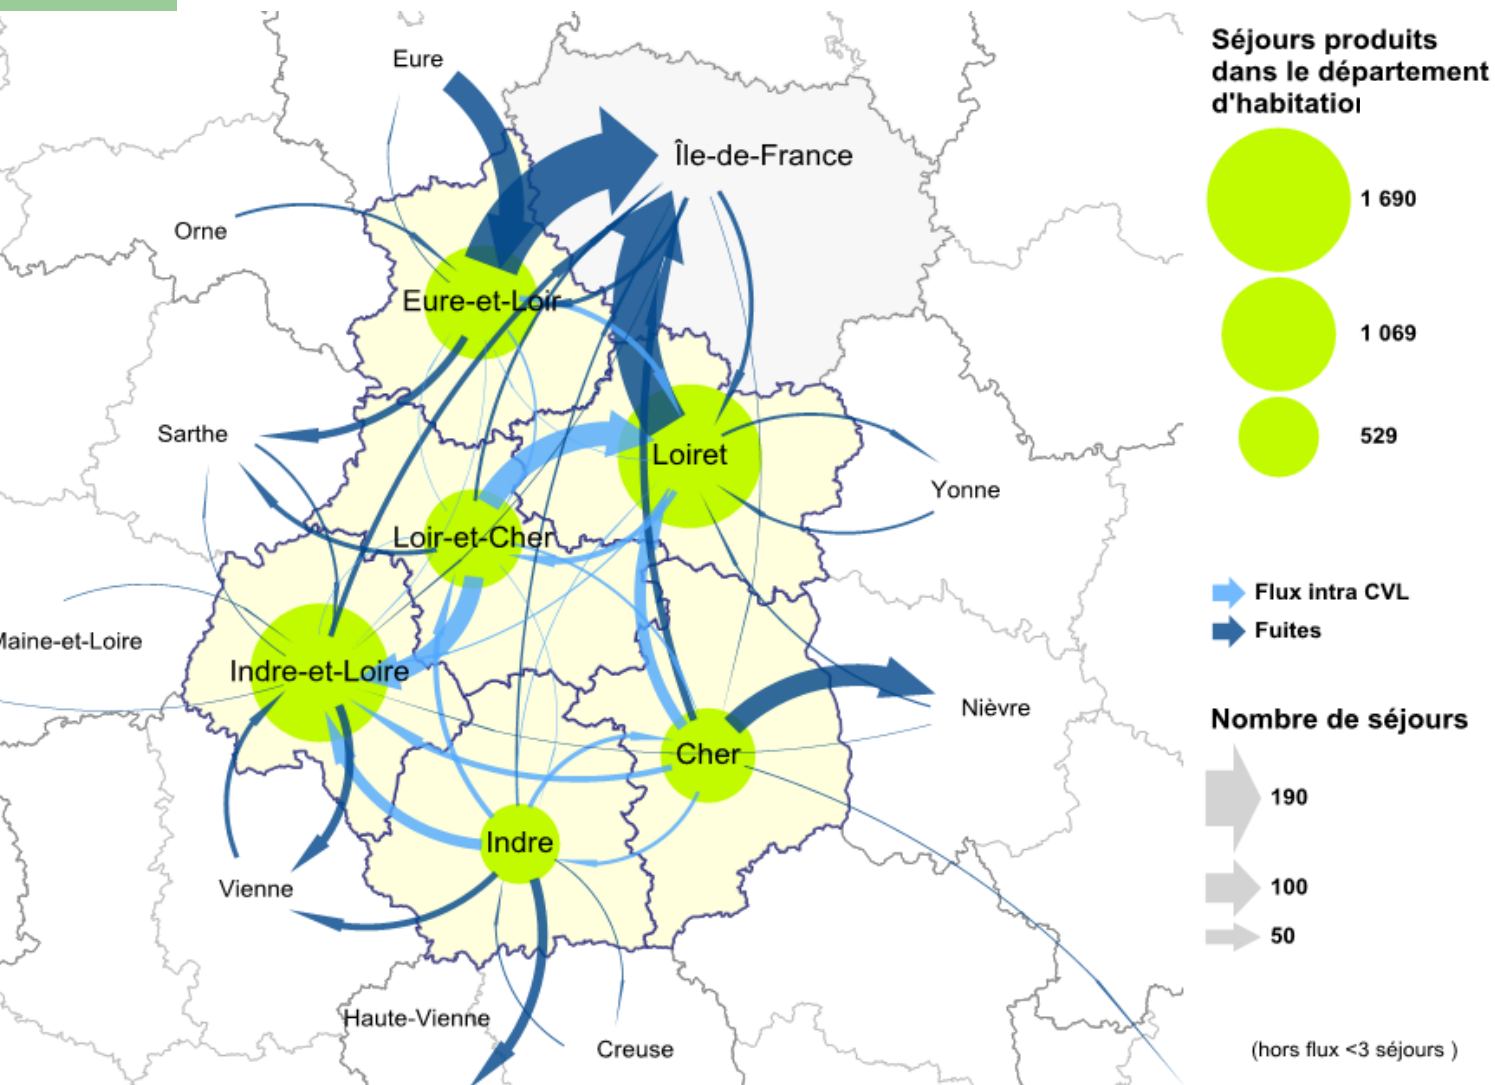 Eure
Île-de-France
Orne
Eure-et-Loir
Sarthe
Loiret
Yonne
Loir-et-Cher
Maine-et-Loire
Indre-et-Loire
Nièvre
Cher
Indre
Vienne
Haute-Vienne
Creuse
Séjours produits
dans le département
d'habitation
1 690
1 069
529
Flux intra CVL
Fuites
Nombre de séjours
190
100
50
(hors flux <3 séjours )